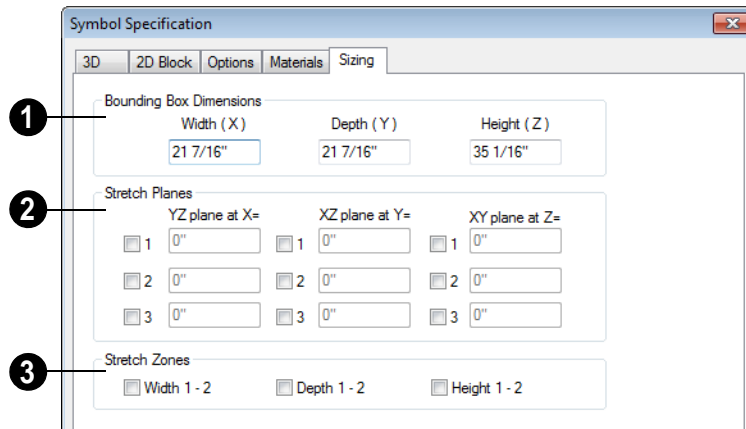 Symbol Specification
3D 2D Block Options Materials Sizing
1
Bounding Box Dimensions
Width ( X ) Depth ( Y ) Height ( Z )
21 7/16" 21 7/16" 35 1/16"
2
Stretch Planes
YZ plane at X= XZ plane at Y= XY plane at Z=
1 0" 1 0" 1 0"
2 0" 2 0" 2 0"
3 0" 3 0" 3 0"
3
Stretch Zones
Width 1 - 2 Depth 1 - 2 Height 1 - 2